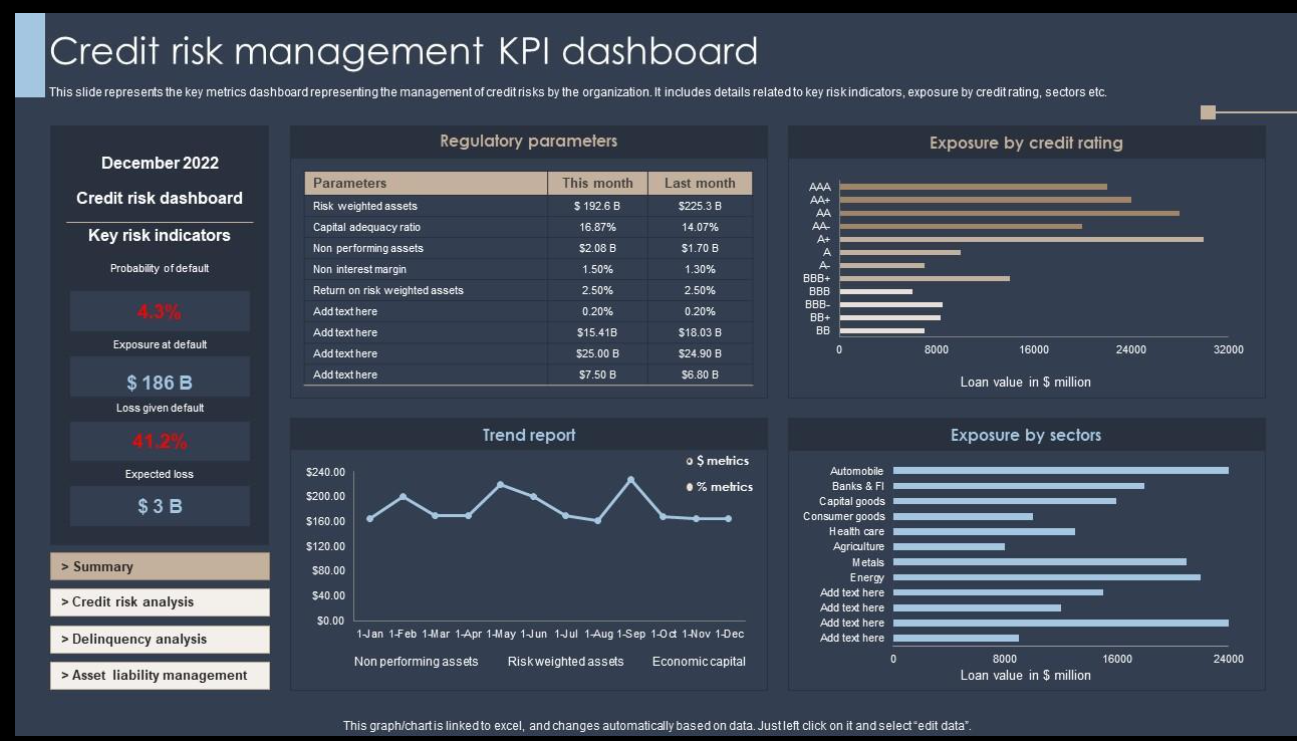 Credit risk management KPI dashboard
This slide represents the key metrics dashboard representing the management of credit risks by the organization. It includes details related to key risk indicators, exposure by credit rating, sectors etc.
December 2022
Credit risk dashboard
Key risk indicators
Probability of default
4.3%
Exposure at default
$ 186 B
Loss given default
41.2%
Expected loss
$ 3 B
> Summary
> Credit risk analysis
> Delinquency analysis
> Asset liability management
Regulatory parameters
Parameters This month Last month
Risk weighted assets $ 192.6 B $225.3 B
Capital adequacy ratio 16.87% 14.07%
Non performing assets $2.08 B $1.70 B
Non interest margin 1.50% 1.30%
Return on risk weighted assets 2.50% 2.50%
Add text here 0.20% 0.20%
Add text here $15.41B $18.03 B
Add text here $25.00 B $24.90 B
Add text here $7.50 B $6.80 B
Exposure by credit rating
AAA
AA+
AA
AA-
A+
A
A-
BBB+
BBB
BBB-
BB+
BB
0 8000 16000 24000 32000
Loan value in $ million
Trend report
$ metrics
% metrics
$240.00
$200.00
$160.00
$120.00
$80.00
$40.00
$0.00
1-Jan 1-Feb 1-Mar 1-Apr 1-May 1-Jun 1-Jul 1-Aug 1-Sep 1-Oct 1-Nov 1-Dec
Non performing assets Risk weighted assets Economic capital
Exposure by sectors
Automobile
Banks & FI
Capital goods
Consumer goods
Health care
Agriculture
Metals
Energy
Add text here
Add text here
Add text here
Add text here
0 8000 16000 24000
Loan value in $ million
This graph/chart is linked to excel, and changes automatically based on data. Just left click on it and select “edit data”.